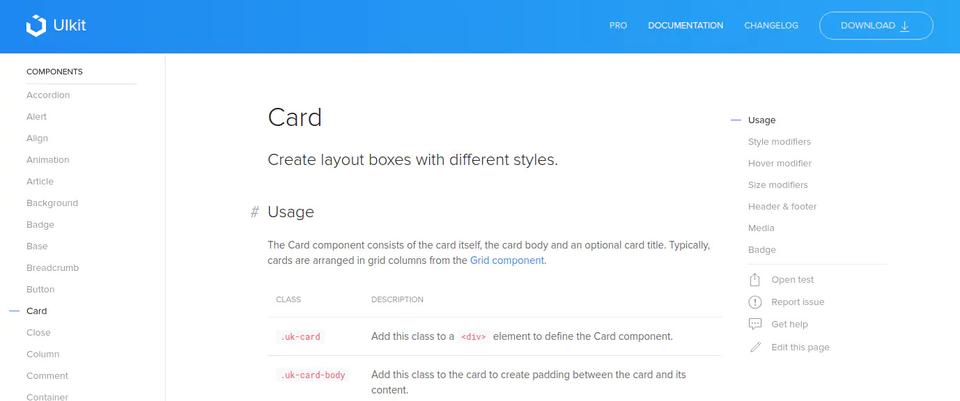 UIkit
PRO
DOCUMENTATION
CHANGELOG
DOWNLOAD
COMPONENTS
Accordion
Alert
Align
Animation
Article
Background
Badge
Base
Breadcrumb
Button
Card
Close
Column
Comment
Container
Card
Create layout boxes with different styles.
# Usage
The Card component consists of the card itself, the card body and an optional card title. Typically,
cards are arranged in grid columns from the Grid component.
CLASS DESCRIPTION
.uk-card Add this class to a <div> element to define the Card component.
.uk-card-body Add this class to the card to create padding between the card and its
content.
Usage
Style modifiers
Hover modifier
Size modifiers
Header & footer
Media
Badge
Open test
Report issue
Get help
Edit this page